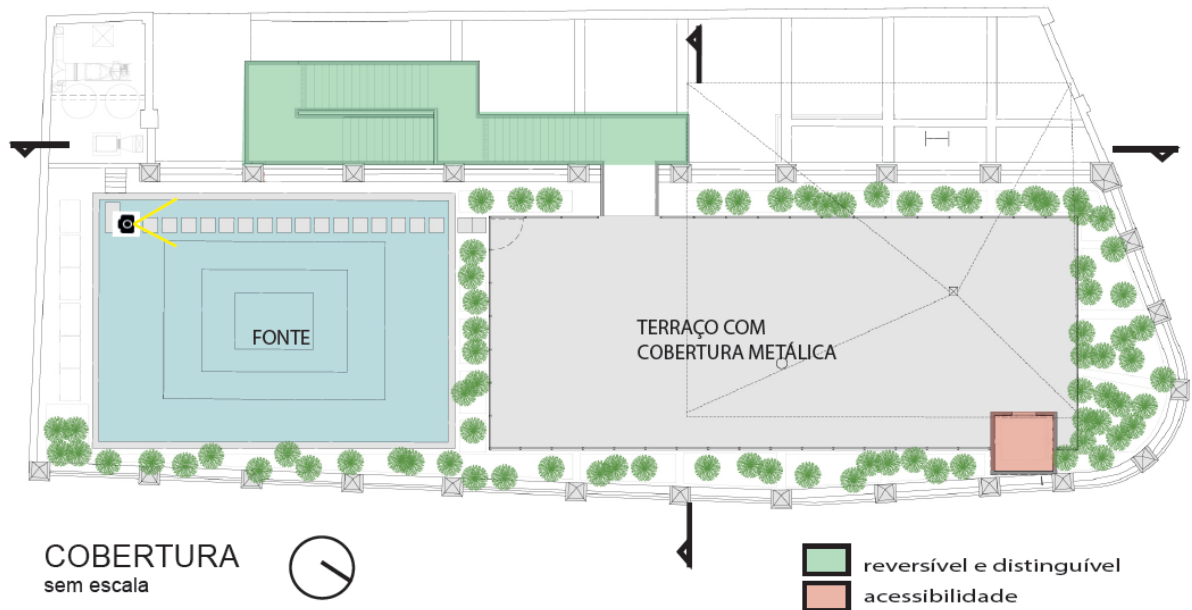 FONTE
TERRAÇO COM
COBERTURA METÁLICA
COBERTURA
sem escala
reversível e distinguível
acessibilidade